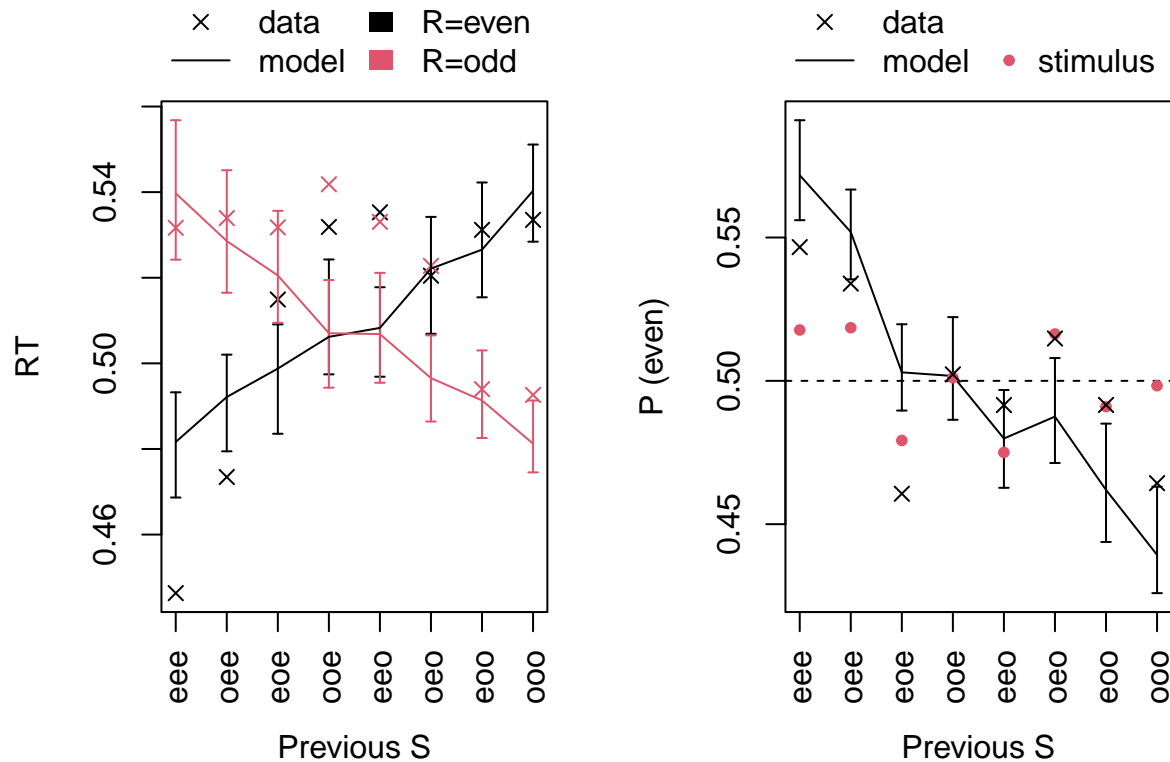 data R=even
model R=odd
RT
0.54
0.50
0.46
eee oee eoe ooe eeo oeo eoo ooo
Previous S
data
model stimulus
P (even)
0.55
0.50
0.45
eee oee eoe ooe eeo oeo eoo ooo
Previous S